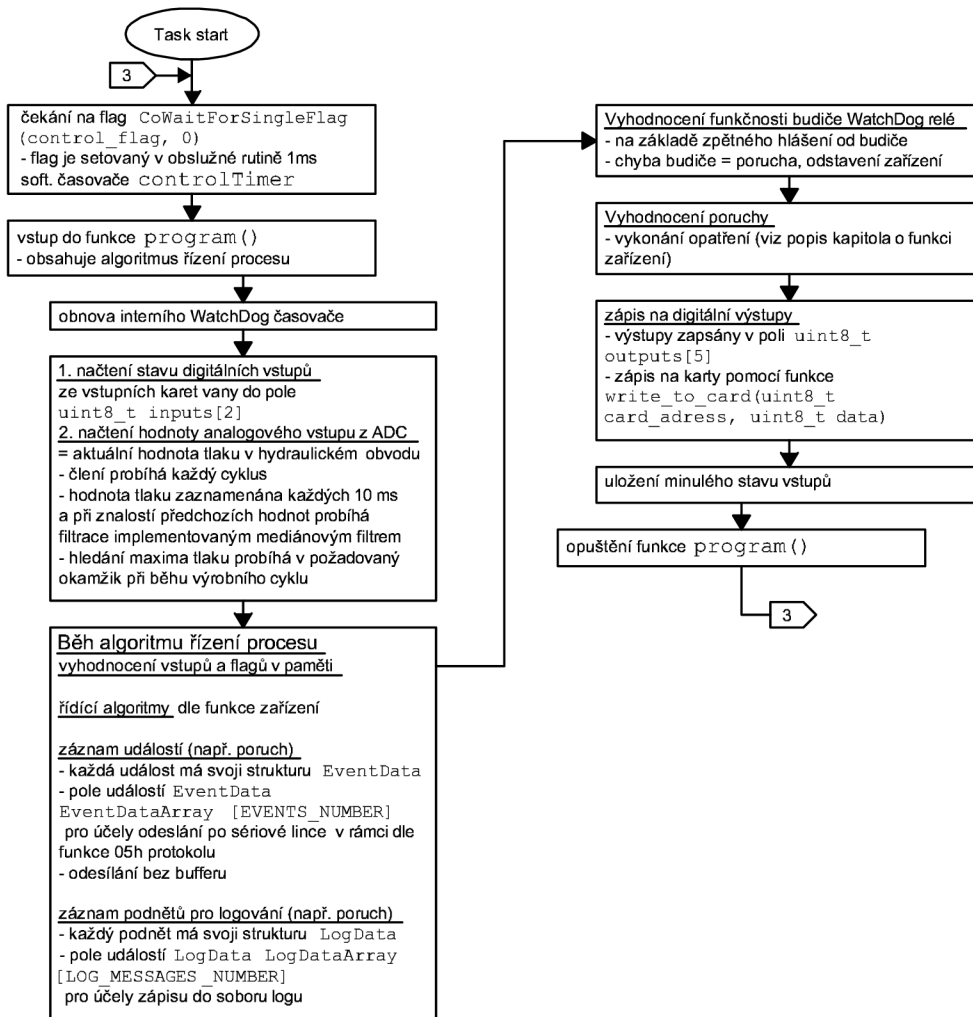 Task start
3
čekání na flag CoWaitForSingleFlag
(control_flag, 0)
- flag je setovaný v obslužné rutině 1ms
soft. časovače controlTimer
vstup do funkce program()
- obsahuje algoritmus řízení procesu
obnova interního WatchDog časovače
1. načtení stavu digitálních vstupů
ze vstupních karet vany do pole
uint8_t inputs[2]
2. načtení hodnoty analogového vstupu z ADC
= aktuální hodnota tlaku v hydraulickém obvodu
- člení probíhá každý cyklus
- hodnota tlaku zaznamenána každých 10 ms
a při znalostí předchozích hodnot probíhá
filtrace implementovaným mediánovým filtrem
- hledání maxima tlaku probíhá v požadovaný
okamžik při běhu výrobního cyklu
Běh algoritmu řízení procesu
vyhodnocení vstupů a flagů v paměti
řídící algoritmy dle funkce zařízení
záznam událostí (např. poruch)
- každá událost má svoji strukturu EventData
- pole událostí EventData
EventDataArray [EVENTS_NUMBER]
pro účely odeslání po sériové lince v rámci dle
funkce 05h protokolu
- odesílání bez bufferu
záznam podnětů pro logování (např. poruch)
- každý podnět má svoji strukturu LogData
- pole událostí LogData LogDataArray
[LOG_MESSAGES_NUMBER]
pro účely zápisu do soboru logu
Vyhodnocení funkčnosti budiče WatchDog relé
- na základě zpětného hlášení od budiče
- chyba budiče = porucha, odstavení zařízení
Vyhodnocení poruchy
- vykonání opatření (viz popis kapitola o funkci
zařízení)
zápis na digitální výstupy
- výstupy zapsány v poli uint8_t
outputs[5]
- zápis na karty pomocí funkce
write_to_card(uint8_t
card_adress, uint8_t data)
uložení minulého stavu vstupů
opuštění funkce program()
3